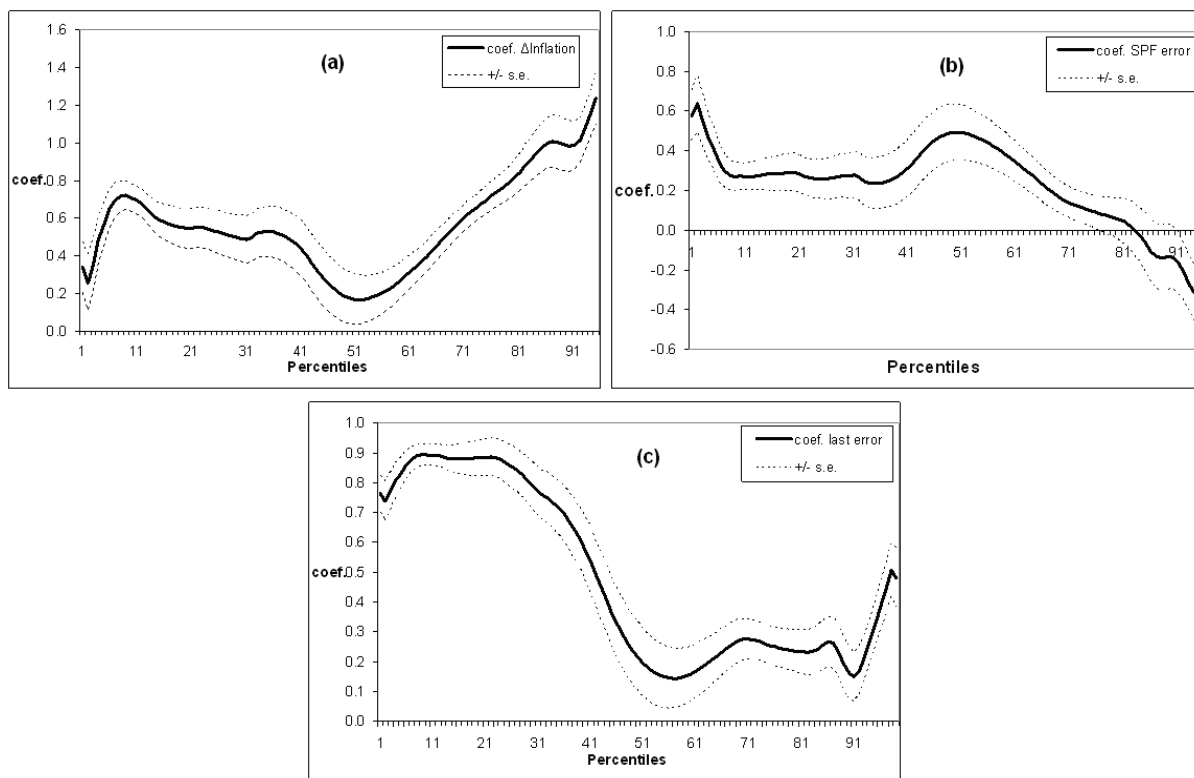 (a)
coef. ΔInflation
+/- s.e.
1.6
1.4
1.2
1.0
0.8
coef.
0.6
0.4
0.2
0.0
1 11 21 31 41 51 61 71 81 91
Percentiles
(b)
coef. SPF error
+/- s.e.
1.0
0.8
0.6
0.4
coef. 0.2
0.0
1 11 21 31 41 51 61 71 81 91
-0.2
-0.4
-0.6
Percentiles
(c)
coef. last error
+/- s.e.
1.0
0.9
0.8
0.7
0.6
coef. 0.5
0.4
0.3
0.2
0.1
0.0
1 11 21 31 41 51 61 71 81 91
Percentiles